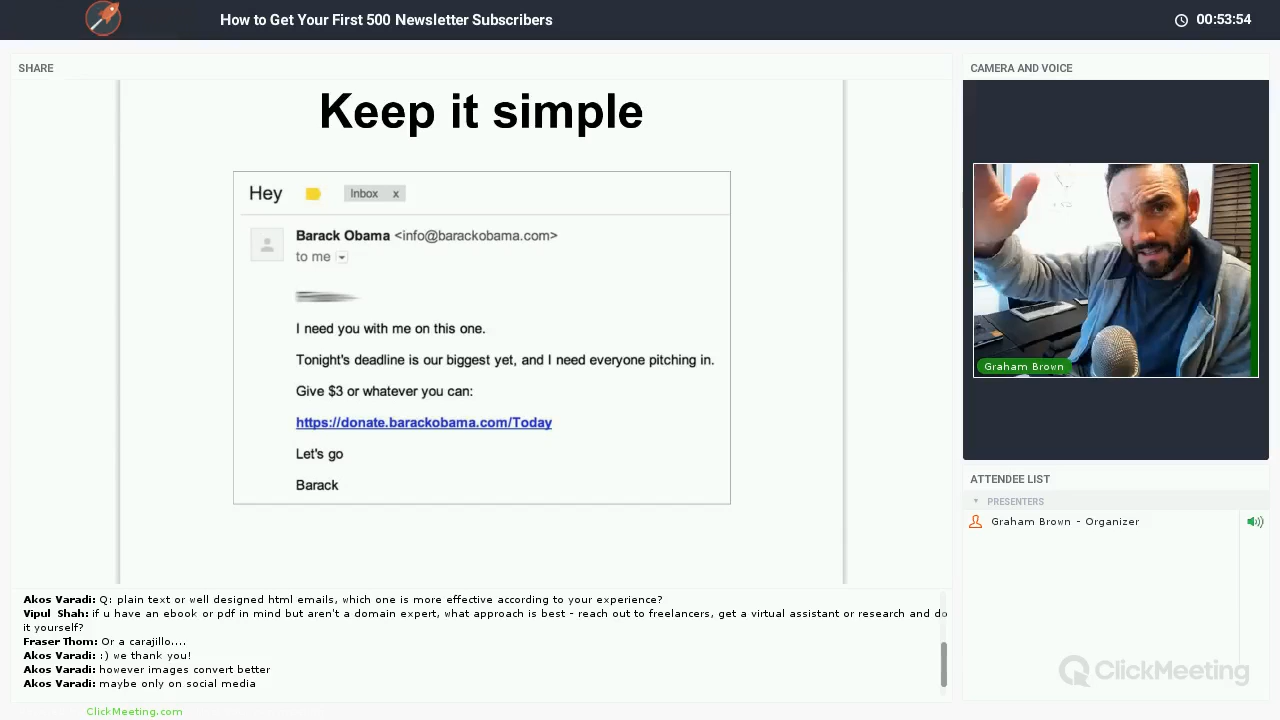 How to Get Your First 500 Newsletter Subscribers
00:53:54
SHARE
Keep it simple
Hey
Inbox x
Barack Obama <info@barackobama.com>
to me
I need you with me on this one.
Tonight's deadline is our biggest yet, and I need everyone pitching in.
Give $3 or whatever you can:
https://donate.barackobama.com/Today
Let's go
Barack
Akos Varadi: Q: plain text or well designed html emails, which one is more effective according to your experience?
Vipul Shah: if u have an ebook or pdf in mind but aren't a domain expert, what approach is best - reach out to freelancers, get a virtual assistant or research and do
it yourself?
Fraser Thom: Or a carajillo....
Akos Varadi: :) we thank you!
Akos Varadi: however images convert better
Akos Varadi: maybe only on social media
ClickMeeting.com
CAMERA AND VOICE
Graham Brown
ATTENDEE LIST
PRESENTERS
Graham Brown - Organizer
ClickMeeting